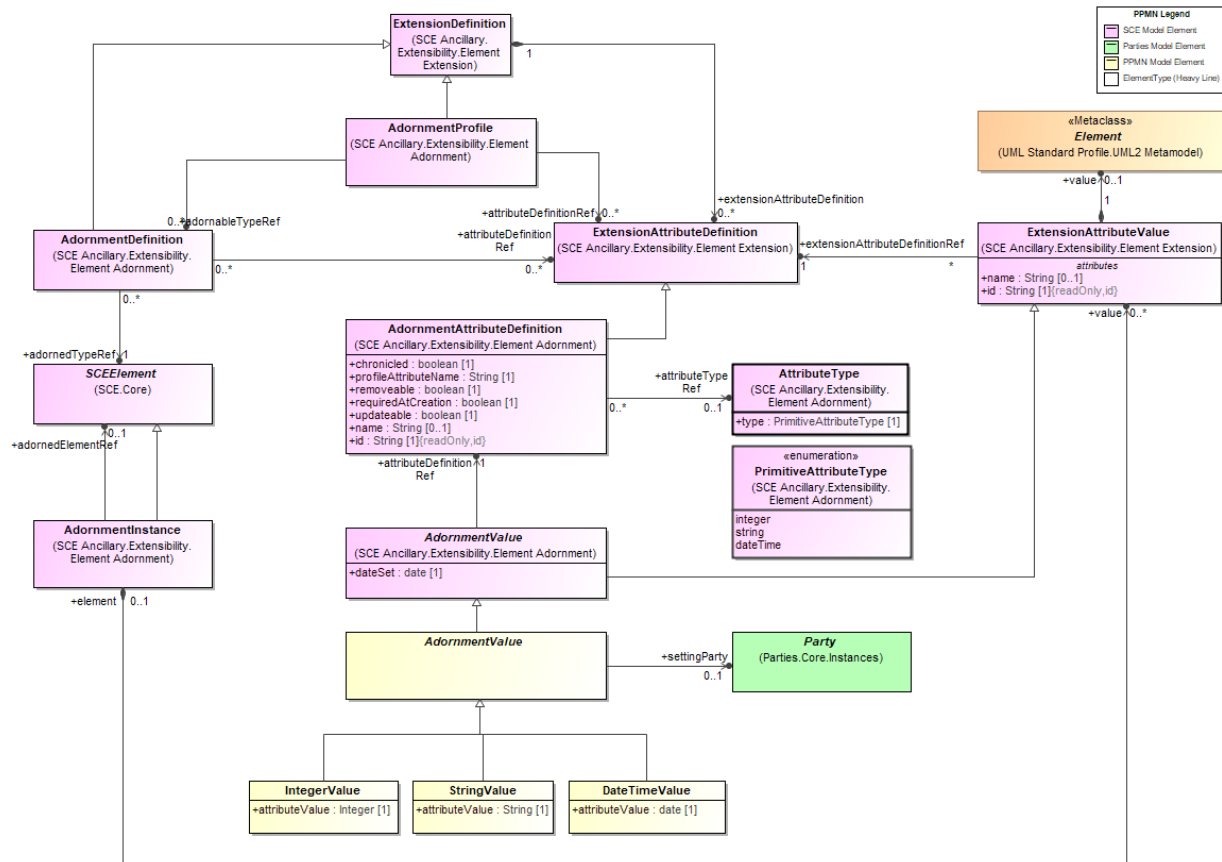 ExtensionDefinition
(SCE Ancillary.
Extensibility.Element
Extension)
1
PPMN Legend
SCE Model Element
Parties Model Element
PPMN Model Element
ElementType (Heavy Line)
AdornmentProfile
(SCE Ancillary.Extensibility.Element
Adornment)
«Metaclass»
Element
(UML Standard Profile.UML2 Metamodel)
+value
0..1
1
0..*
+adornableTypeRef
+attributeDefinitionRef
0..*
+extensionAttributeDefinition
0..*
AdornmentDefinition
(SCE Ancillary.Extensibility.
Element Adornment)
+attributeDefinition
Ref
0..*
0..*
0..*
ExtensionAttributeDefinition
(SCE Ancillary.Extensibility.Element Extension)
+extensionAttributeDefinitionRef
1
*
ExtensionAttributeValue
(SCE Ancillary.Extensibility.Element Extension)
attributes
+name : String [0..1]
+id : String [1]{readOnly,id}
+value
0..*
+adornedTypeRef
1
SCEElement
(SCE.Core)
0..1
+adornedElementRef
AdornmentAttributeDefinition
(SCE Ancillary.Extensibility.Element Adornment)
+chronicled : boolean [1]
+profileAttributeName : String [1]
+removeable : boolean [1]
+requiredAtCreation : boolean [1]
+updateable : boolean [1]
+name : String [0..1]
+id : String [1]{readOnly,id}
+attributeType
Ref
0..*
0..1
AttributeType
(SCE Ancillary.Extensibility.
Element Adornment)
+type : PrimitiveAttributeType [1]
«enumeration»
PrimitiveAttributeType
(SCE Ancillary.Extensibility.
Element Adornment)
integer
string
dateTime
+attributeDefinition
Ref
1
AdornmentInstance
(SCE Ancillary.Extensibility.
Element Adornment)
+element
0..1
AdornmentValue
(SCE Ancillary.Extensibility.Element Adornment)
+dateSet : date [1]
AdornmentValue
+settingParty
0..1
Party
(Parties.Core.Instances)
IntegerValue
+attributeValue : Integer [1]
StringValue
+attributeValue : String [1]
DateTimeValue
+attributeValue : date [1]